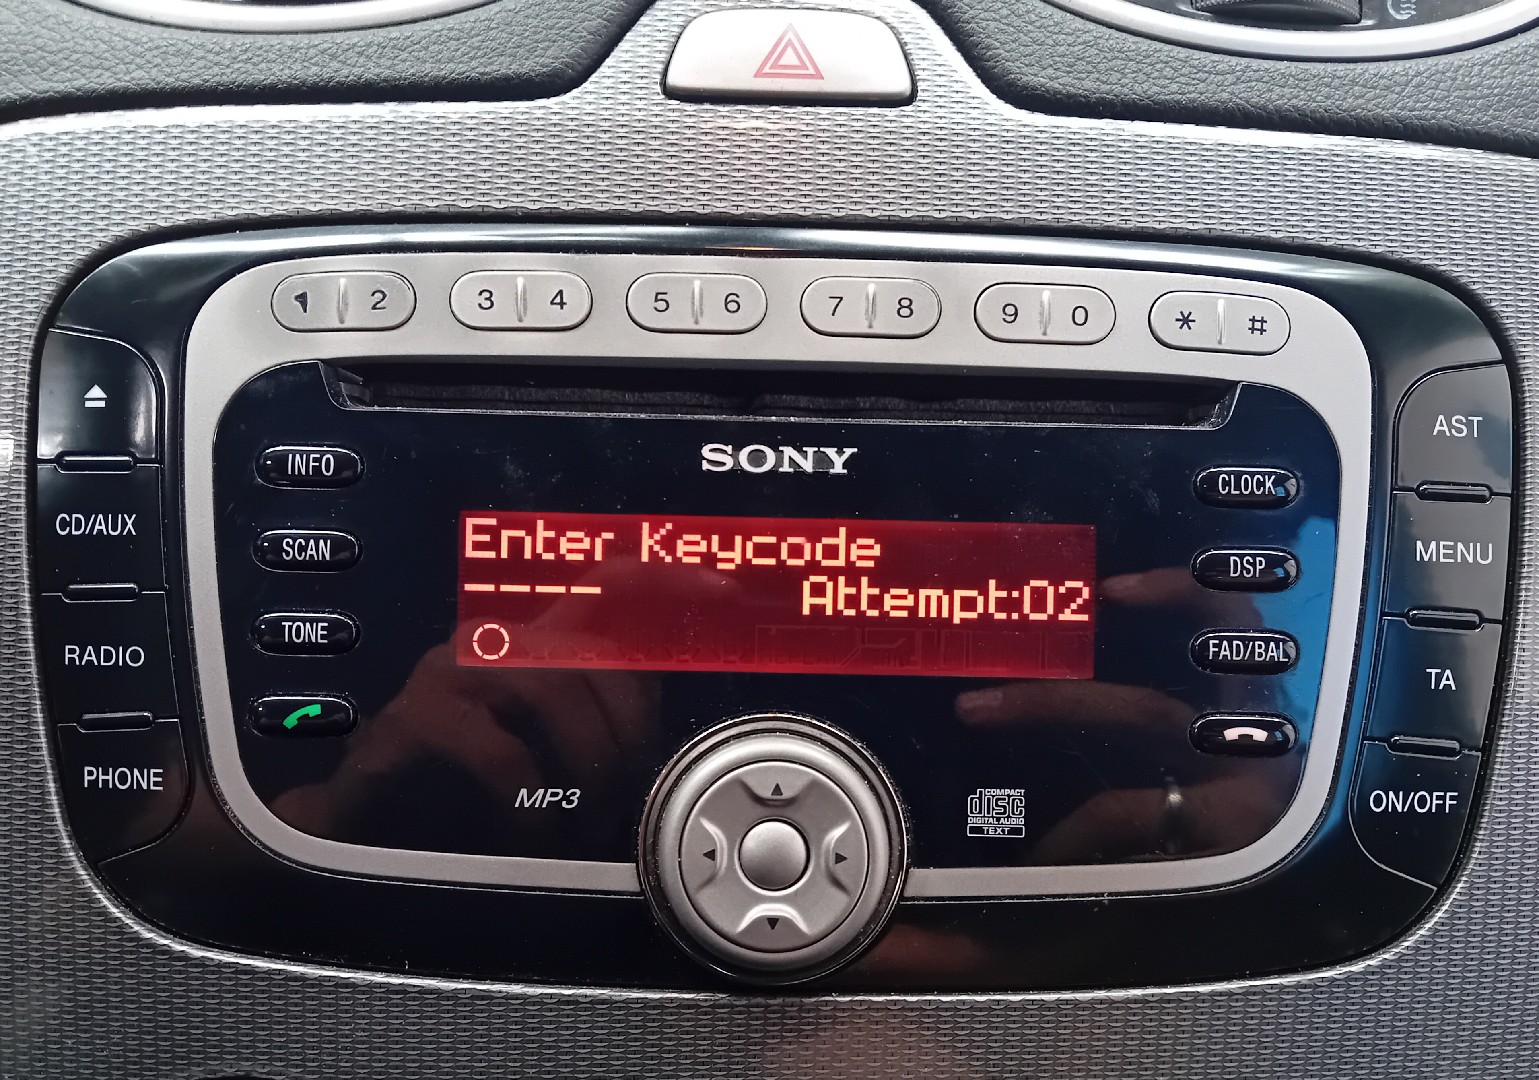 1 2 3 4 5 6 7 8 9 0 * #
SONY
Enter Keycode
---- Attempt:02
INFO
SCAN
TONE
CD/AUX
RADIO
PHONE
CLOCK
DSP
FAD/BAL
AST
MENU
TA
ON/OFF
MP3
COMPACT
disc
DIGITAL AUDIO
TEXT